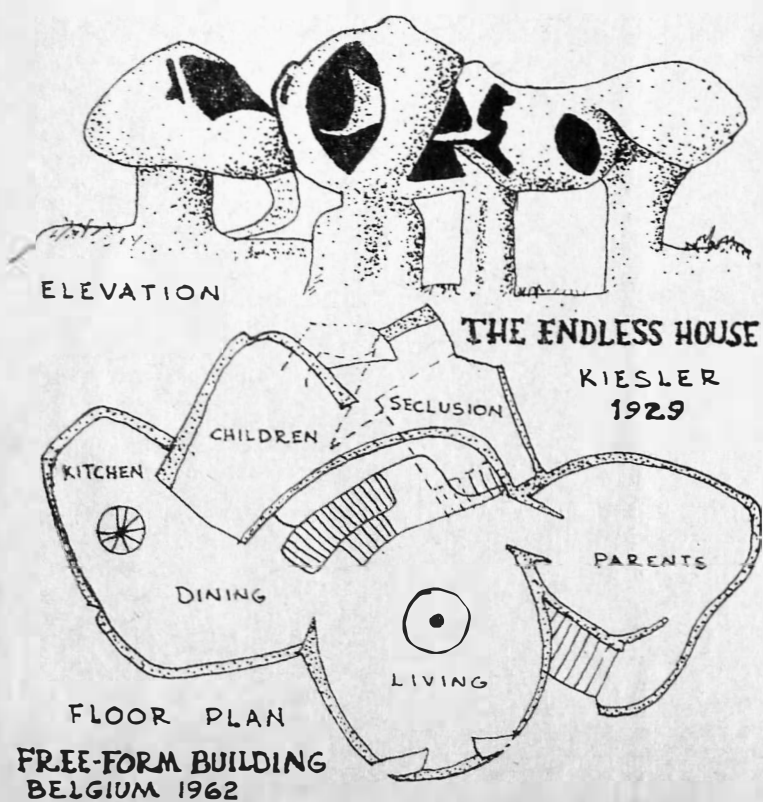 ELEVATION
THE ENDLESS HOUSE
KIESLER
1929
SECLUSION
CHILDREN
KITCHEN
PARENTS
DINING
LIVING
FLOOR PLAN
FREE-FORM BUILDING
BELGIUM 1962